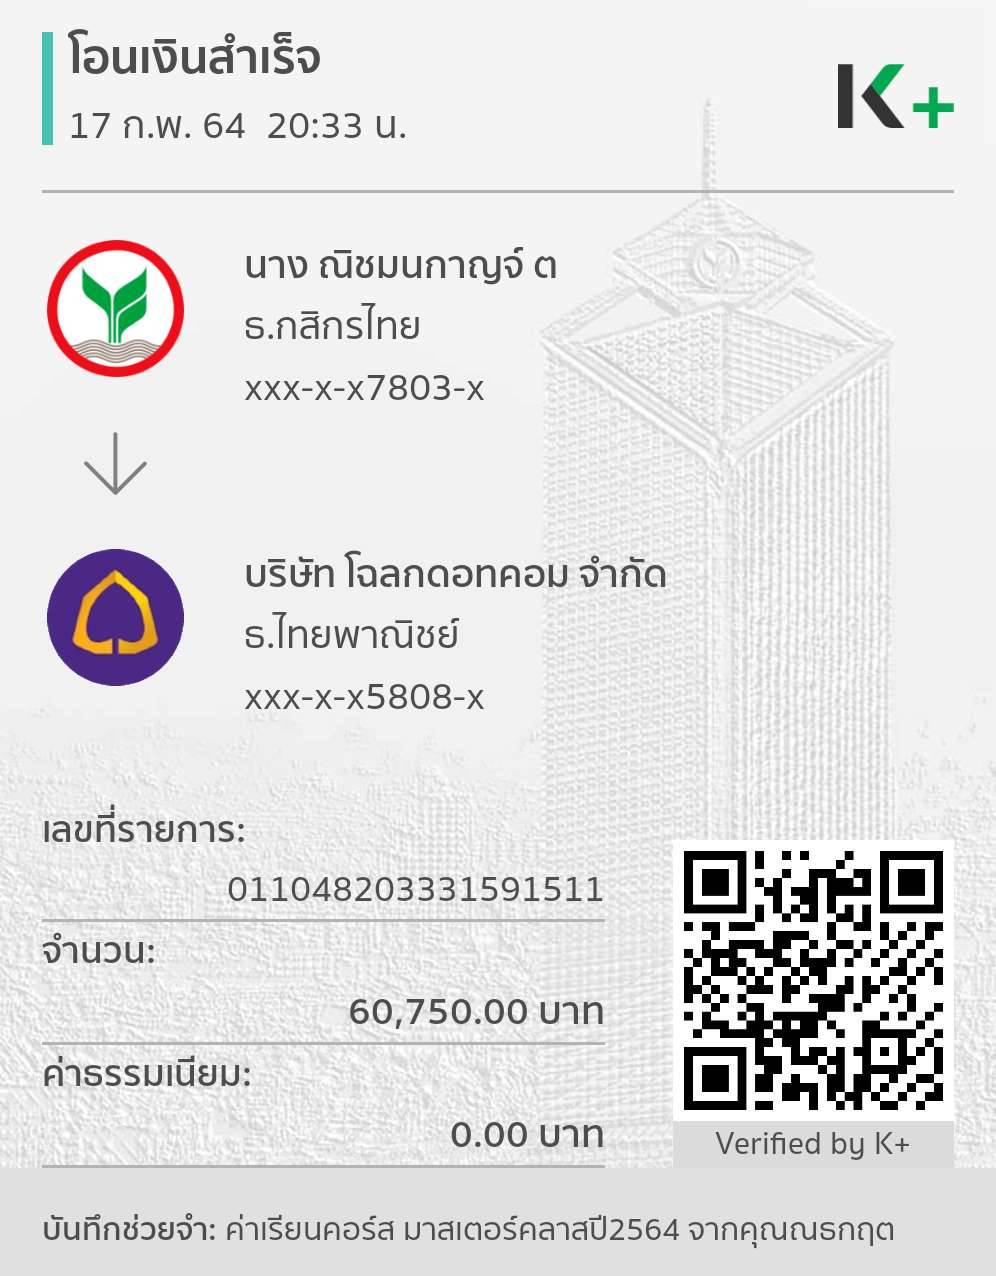 โอนเงินสำเร็จ
17 ก.พ. 64 20:33 น.
K+
นาง ณิชมนกาญจ์ ต
ธ.กสิกรไทย
xxx-x-x7803-x
บริษัท โฉลกดอทคอม จำกัด
ธ.ไทยพาณิชย์
xxx-x-x5808-x
เลขที่รายการ:
011048203331591511
จำนวน:
60,750.00 บาท
ค่าธรรมเนียม:
0.00 บาท
Verified by K+
บันทึกช่วยจำ: ค่าเรียนคอร์ส มาสเตอร์คลาสปี2564 จากคุณณธกฤต